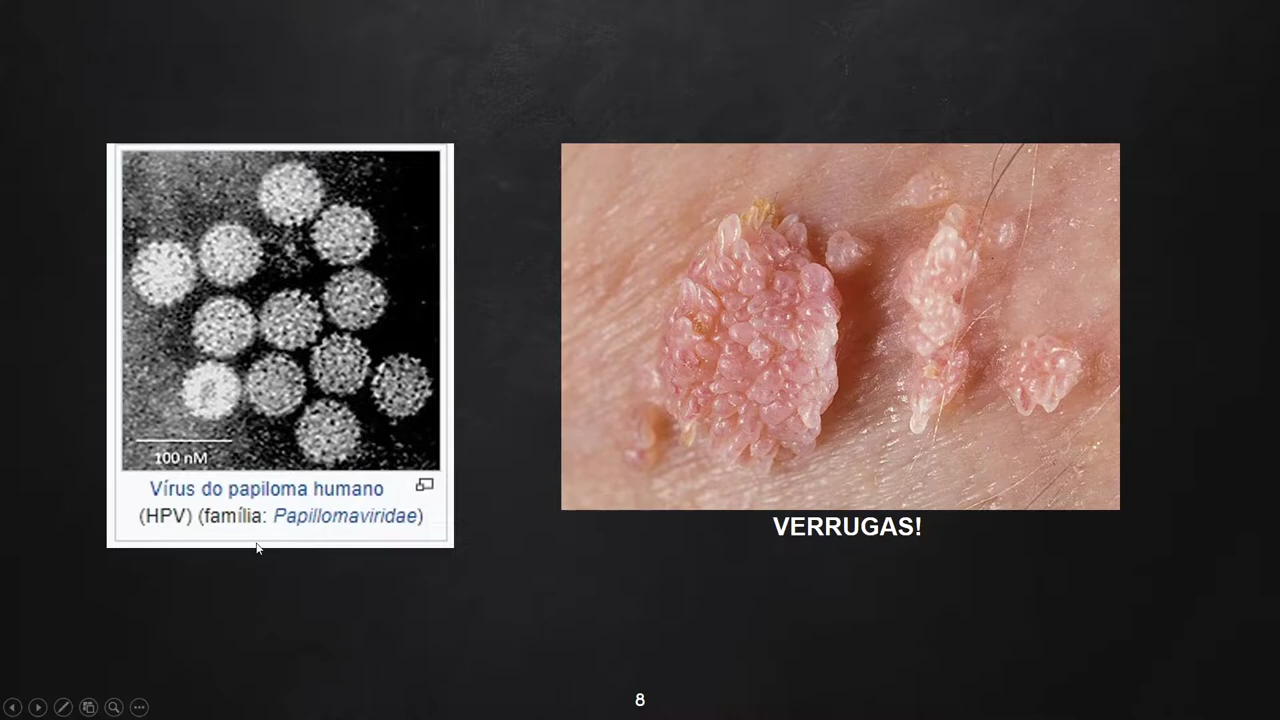 100 nM
Vírus do papiloma humano
(HPV) (família: Papillomaviridae)
VERRUGAS!
8